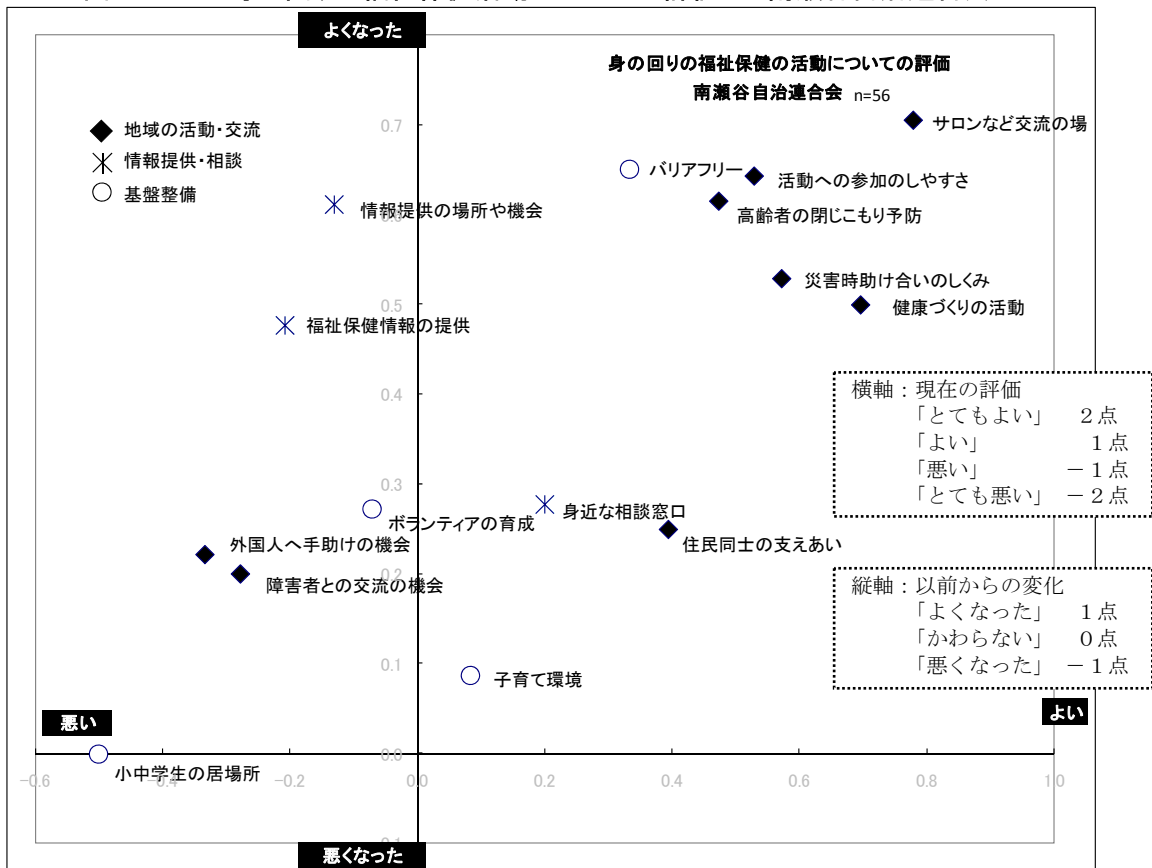 よくなった
身の回りの福祉保健の活動についての評価
南瀬谷自治連合会 n=56
◆ 地域の活動・交流
情報提供・相談
○ 基盤整備
0.7
サロンなど交流の場
バリアフリー
活動への参加のしやすさ
情報提供の場所や機会
高齢者の閉じこもり予防
災害時助け合いのしくみ
0.5
健康づくりの活動
福祉保健情報の提供
0.4
横軸：現在の評価
「とてもよい」 2点
「よい」 1点
「悪い」 －1点
「とても悪い」 －2点
0.3
身近な相談窓口
ボランティアの育成
住民同士の支えあい
外国人へ手助けの機会
0.2
障害者との交流の機会
縦軸：以前からの変化
「よくなった」 1点
「かわらない」 0点
「悪くなった」 －1点
0.1
子育て環境
悪い
よい
0.0
小中学生の居場所
-0.6
-0.4
-0.2
0.0
0.2
0.4
0.6
0.8
1.0
悪くなった